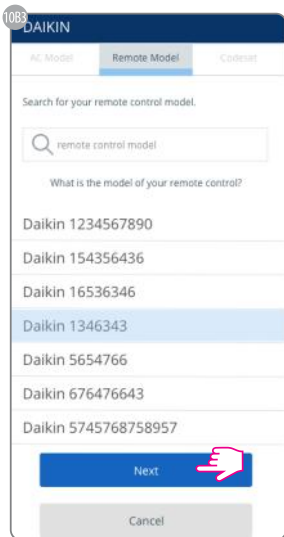 10B3
DAIKIN
AC Model Remote Model Codeset
Search for your remote control model.
remote control model
What is the model of your remote control?
Daikin 1234567890
Daikin 154356436
Daikin 16536346
Daikin 1346343
Daikin 5654766
Daikin 676476643
Daikin 5745768758957
Next
Cancel